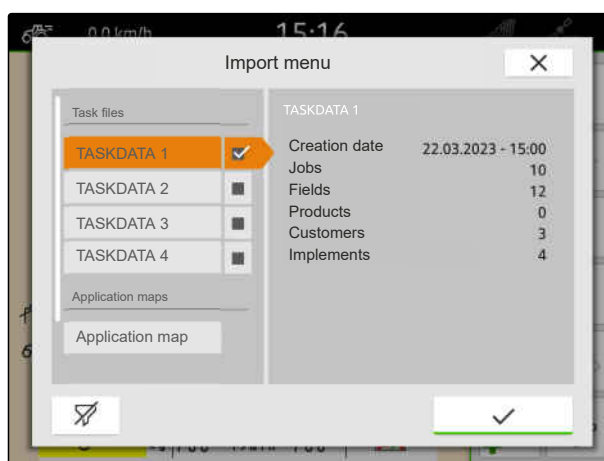 0.0 km/h 15:16
Import menu
Task files
TASKDATA 1
TASKDATA 2
TASKDATA 3
TASKDATA 4
Application maps
Application map
TASKDATA 1
Creation date 22.03.2023 - 15:00
Jobs 10
Fields 12
Products 0
Customers 3
Implements 4